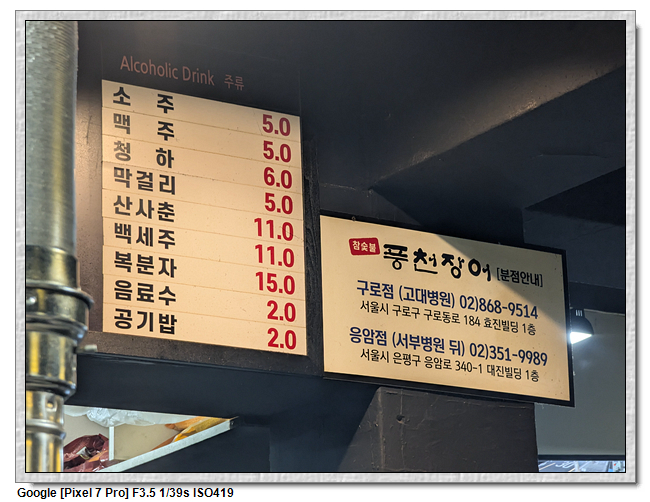 Alcoholic Drink 주류
소 주 5.0
맥 주 5.0
청 하 6.0
막걸리 5.0
산사춘 11.0
백세주 11.0
복분자 15.0
음료수 2.0
공기밥 2.0
참숯불 풍천장어 [분점안내]
구로점 (고대병원) 02)868-9514
서울시 구로구 구로동로 184 효진빌딩 1층
응암점 (서부병원 뒤) 02)351-9989
서울시 은평구 응암로 340-1 대진빌딩 1층
Google [Pixel 7 Pro] F3.5 1/39s ISO419